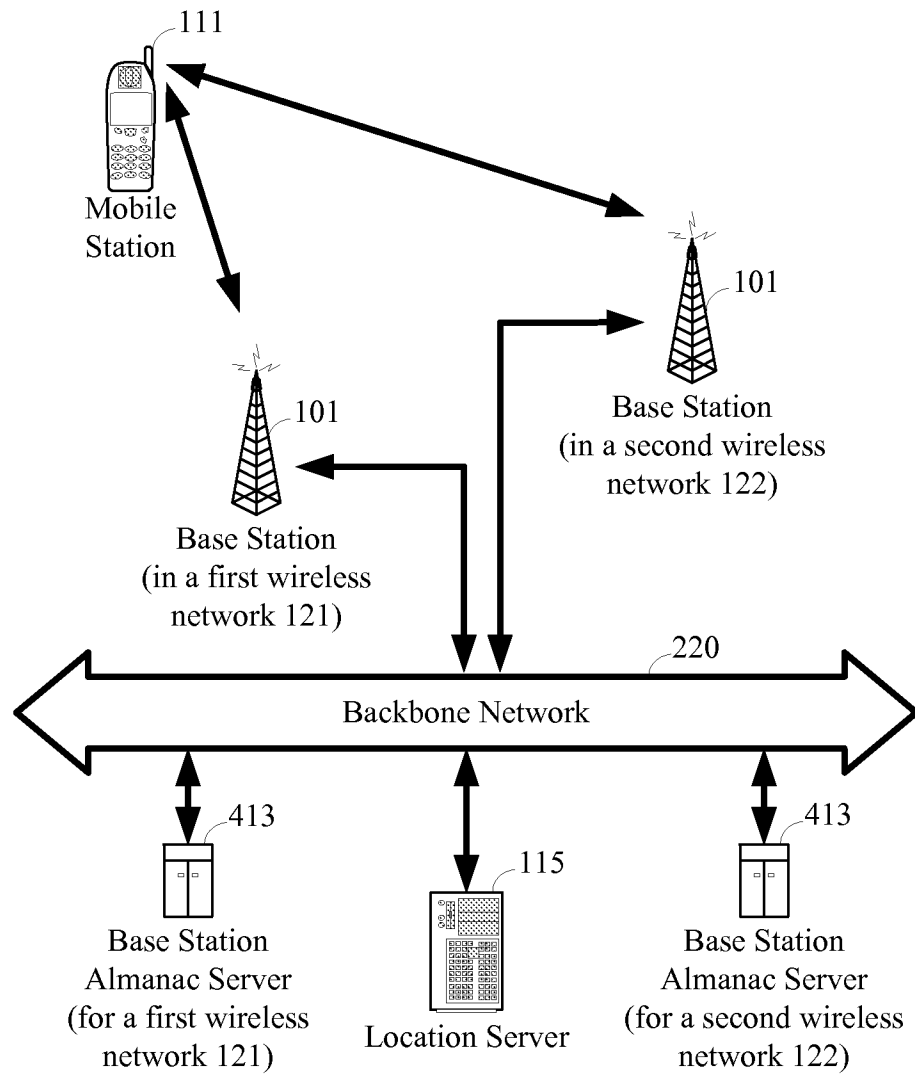 111
Mobile
Station
101
Base Station
(in a second wireless
network 122)
101
Base Station
(in a first wireless
network 121)
220
Backbone Network
413
Base Station
Almanac Server
(for a first wireless
network 121)
115
Location Server
413
Base Station
Almanac Server
(for a second wireless
network 122)